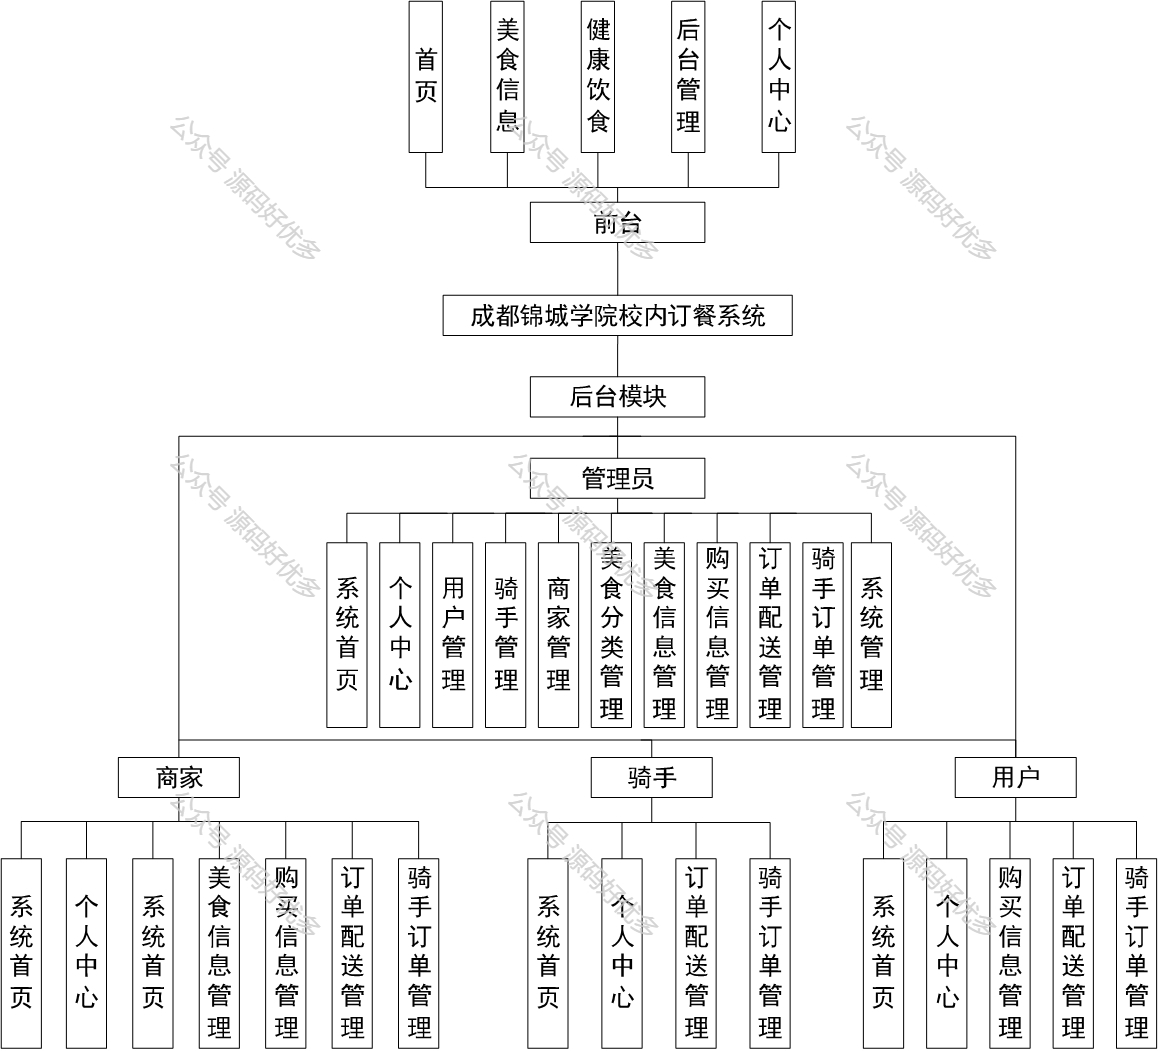 首页
美食信息
健康饮食
后台管理
个人中心
前台
成都锦城学院校内订餐系统
后台模块
管理员
系统首页
个人中心
用户管理
骑手管理
商家管理
美食分类管理
美食信息管理
购买信息管理
订单配送管理
骑手订单管理
系统管理
商家
骑手
用户
系统首页
个人中心
系统首页
美食信息管理
购买信息管理
订单配送管理
骑手订单管理
系统首页
个人中心
订单配送管理
骑手订单管理
系统首页
个人中心
购买信息管理
订单配送管理
骑手订单管理
公众号 源码好优多
公众号 源码好优多
公众号 源码好优多
公众号 源码好优多
公众号 源码好优多
公众号 源码好优多
公众号 源码好优多
公众号 源码好优多
公众号 源码好优多